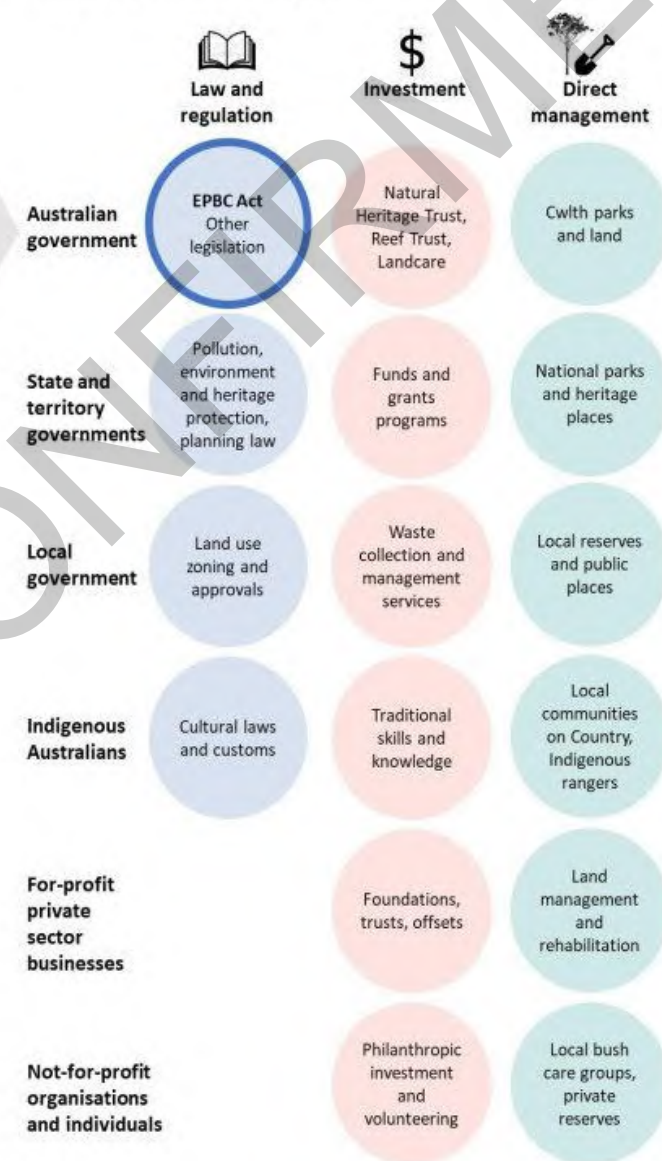 $
Law and
regulation
Investment
Direct
management
Australian
government
EPBC Act
Other
legislation
Natural
Heritage Trust,
Reef Trust,
Landcare
Cwlth parks
and land
State and
territory
governments
Pollution,
environment
and heritage
protection,
planning law
Funds and
grants
programs
National parks
and heritage
places
Local
government
Land use
zoning and
approvals
Waste
collection and
management
services
Local reserves
and public
places
Indigenous
Australians
Cultural laws
and customs
Traditional
skills and
knowledge
Local
communities
on Country,
Indigenous
rangers
For-profit
private
sector
businesses
Foundations,
trusts, offsets
Land
management
and
rehabilitation
Not-for-profit
organisations
and individuals
Philanthropic
investment
and
volunteering
Local bush
care groups,
private
reserves
ONFIRME